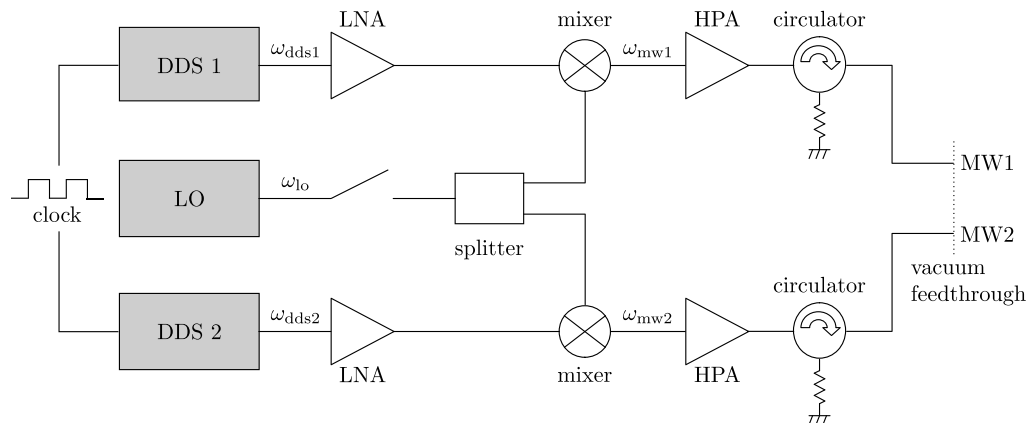 LNA
mixer
HPA
circulator
DDS 1
ω_dds1
ω_mw1
MW1
LO
ω_lo
clock
splitter
MW2
vacuum
feedthrough
circulator
DDS 2
ω_dds2
ω_mw2
LNA
mixer
HPA